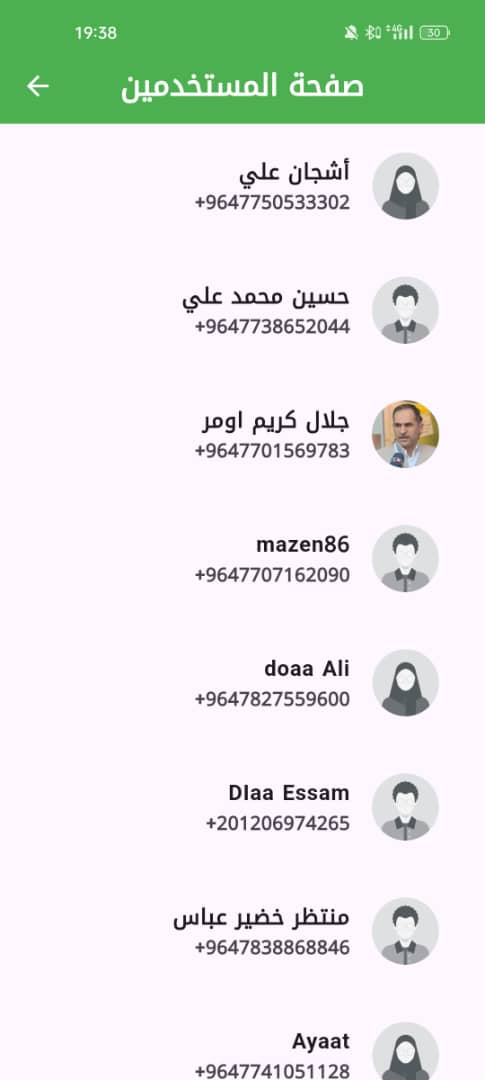 19:38
4G
30
صفحة المستخدمين
أشجان علي
+9647750533302
حسين محمد علي
+9647738652044
جلال كريم اومر
+9647701569783
mazen86
+9647707162090
doaa Ali
+9647827559600
Dlaa Essam
+201206974265
منتظر خضير عباس
+9647838868846
Ayaat
+9647741051128